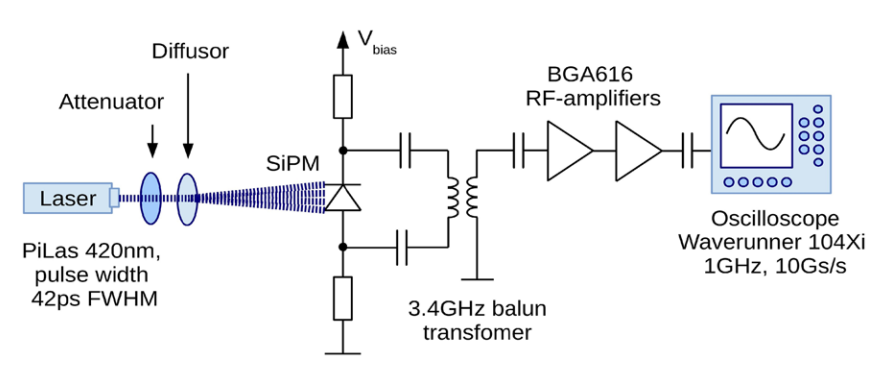 Diffusor
Attenuator
V bias
BGA616
RF-amplifiers
SiPM
Laser
PiLas 420nm,
pulse width
42ps FWHM
3.4GHz balun
transfomer
Oscilloscope
Waverunner 104Xi
1GHz, 10Gs/s